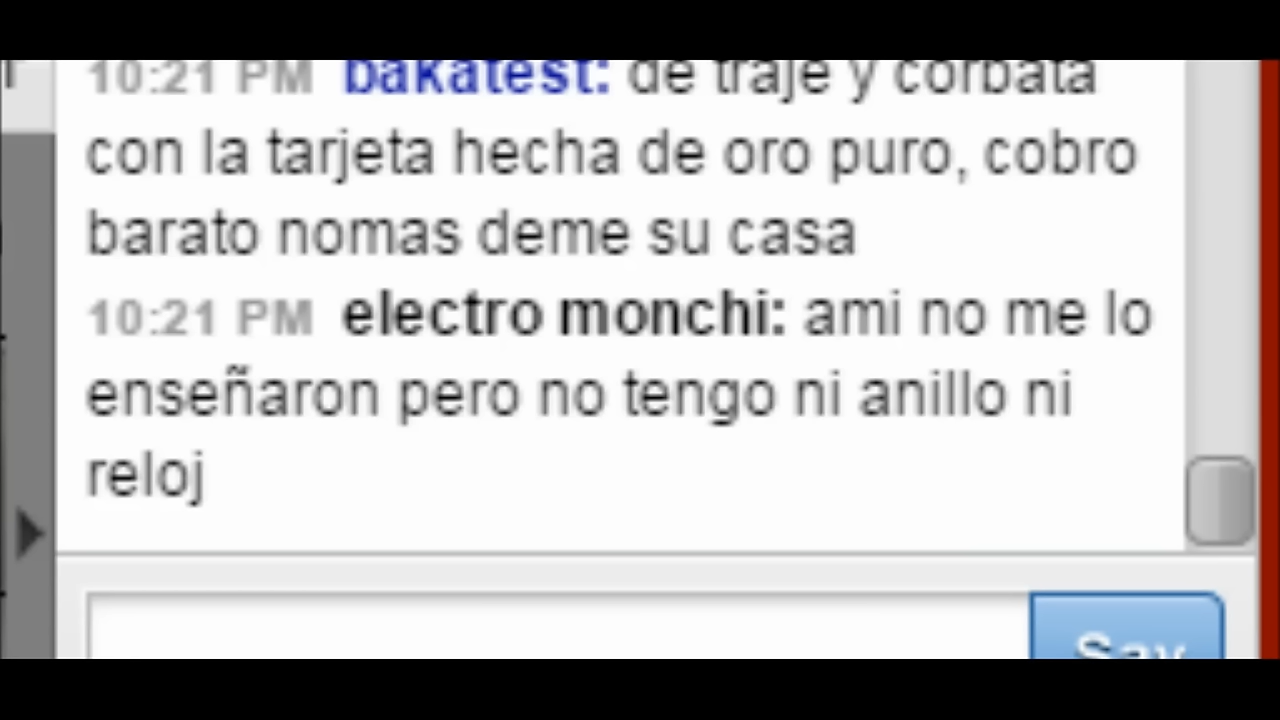 10:21 PM bakatest: de traje y corbata
con la tarjeta hecha de oro puro, cobro
barato nomas deme su casa
10:21 PM electro monchi: ami no me lo
enseñaron pero no tengo ni anillo ni
reloj
Say